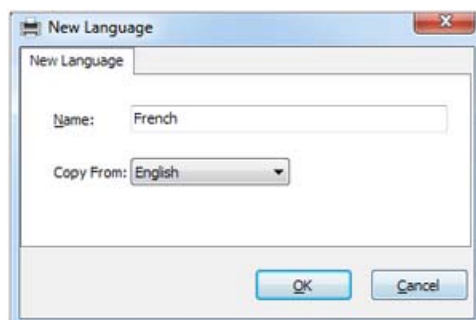 New Language
New Language
Name: French
Copy From: English
OK Cancel